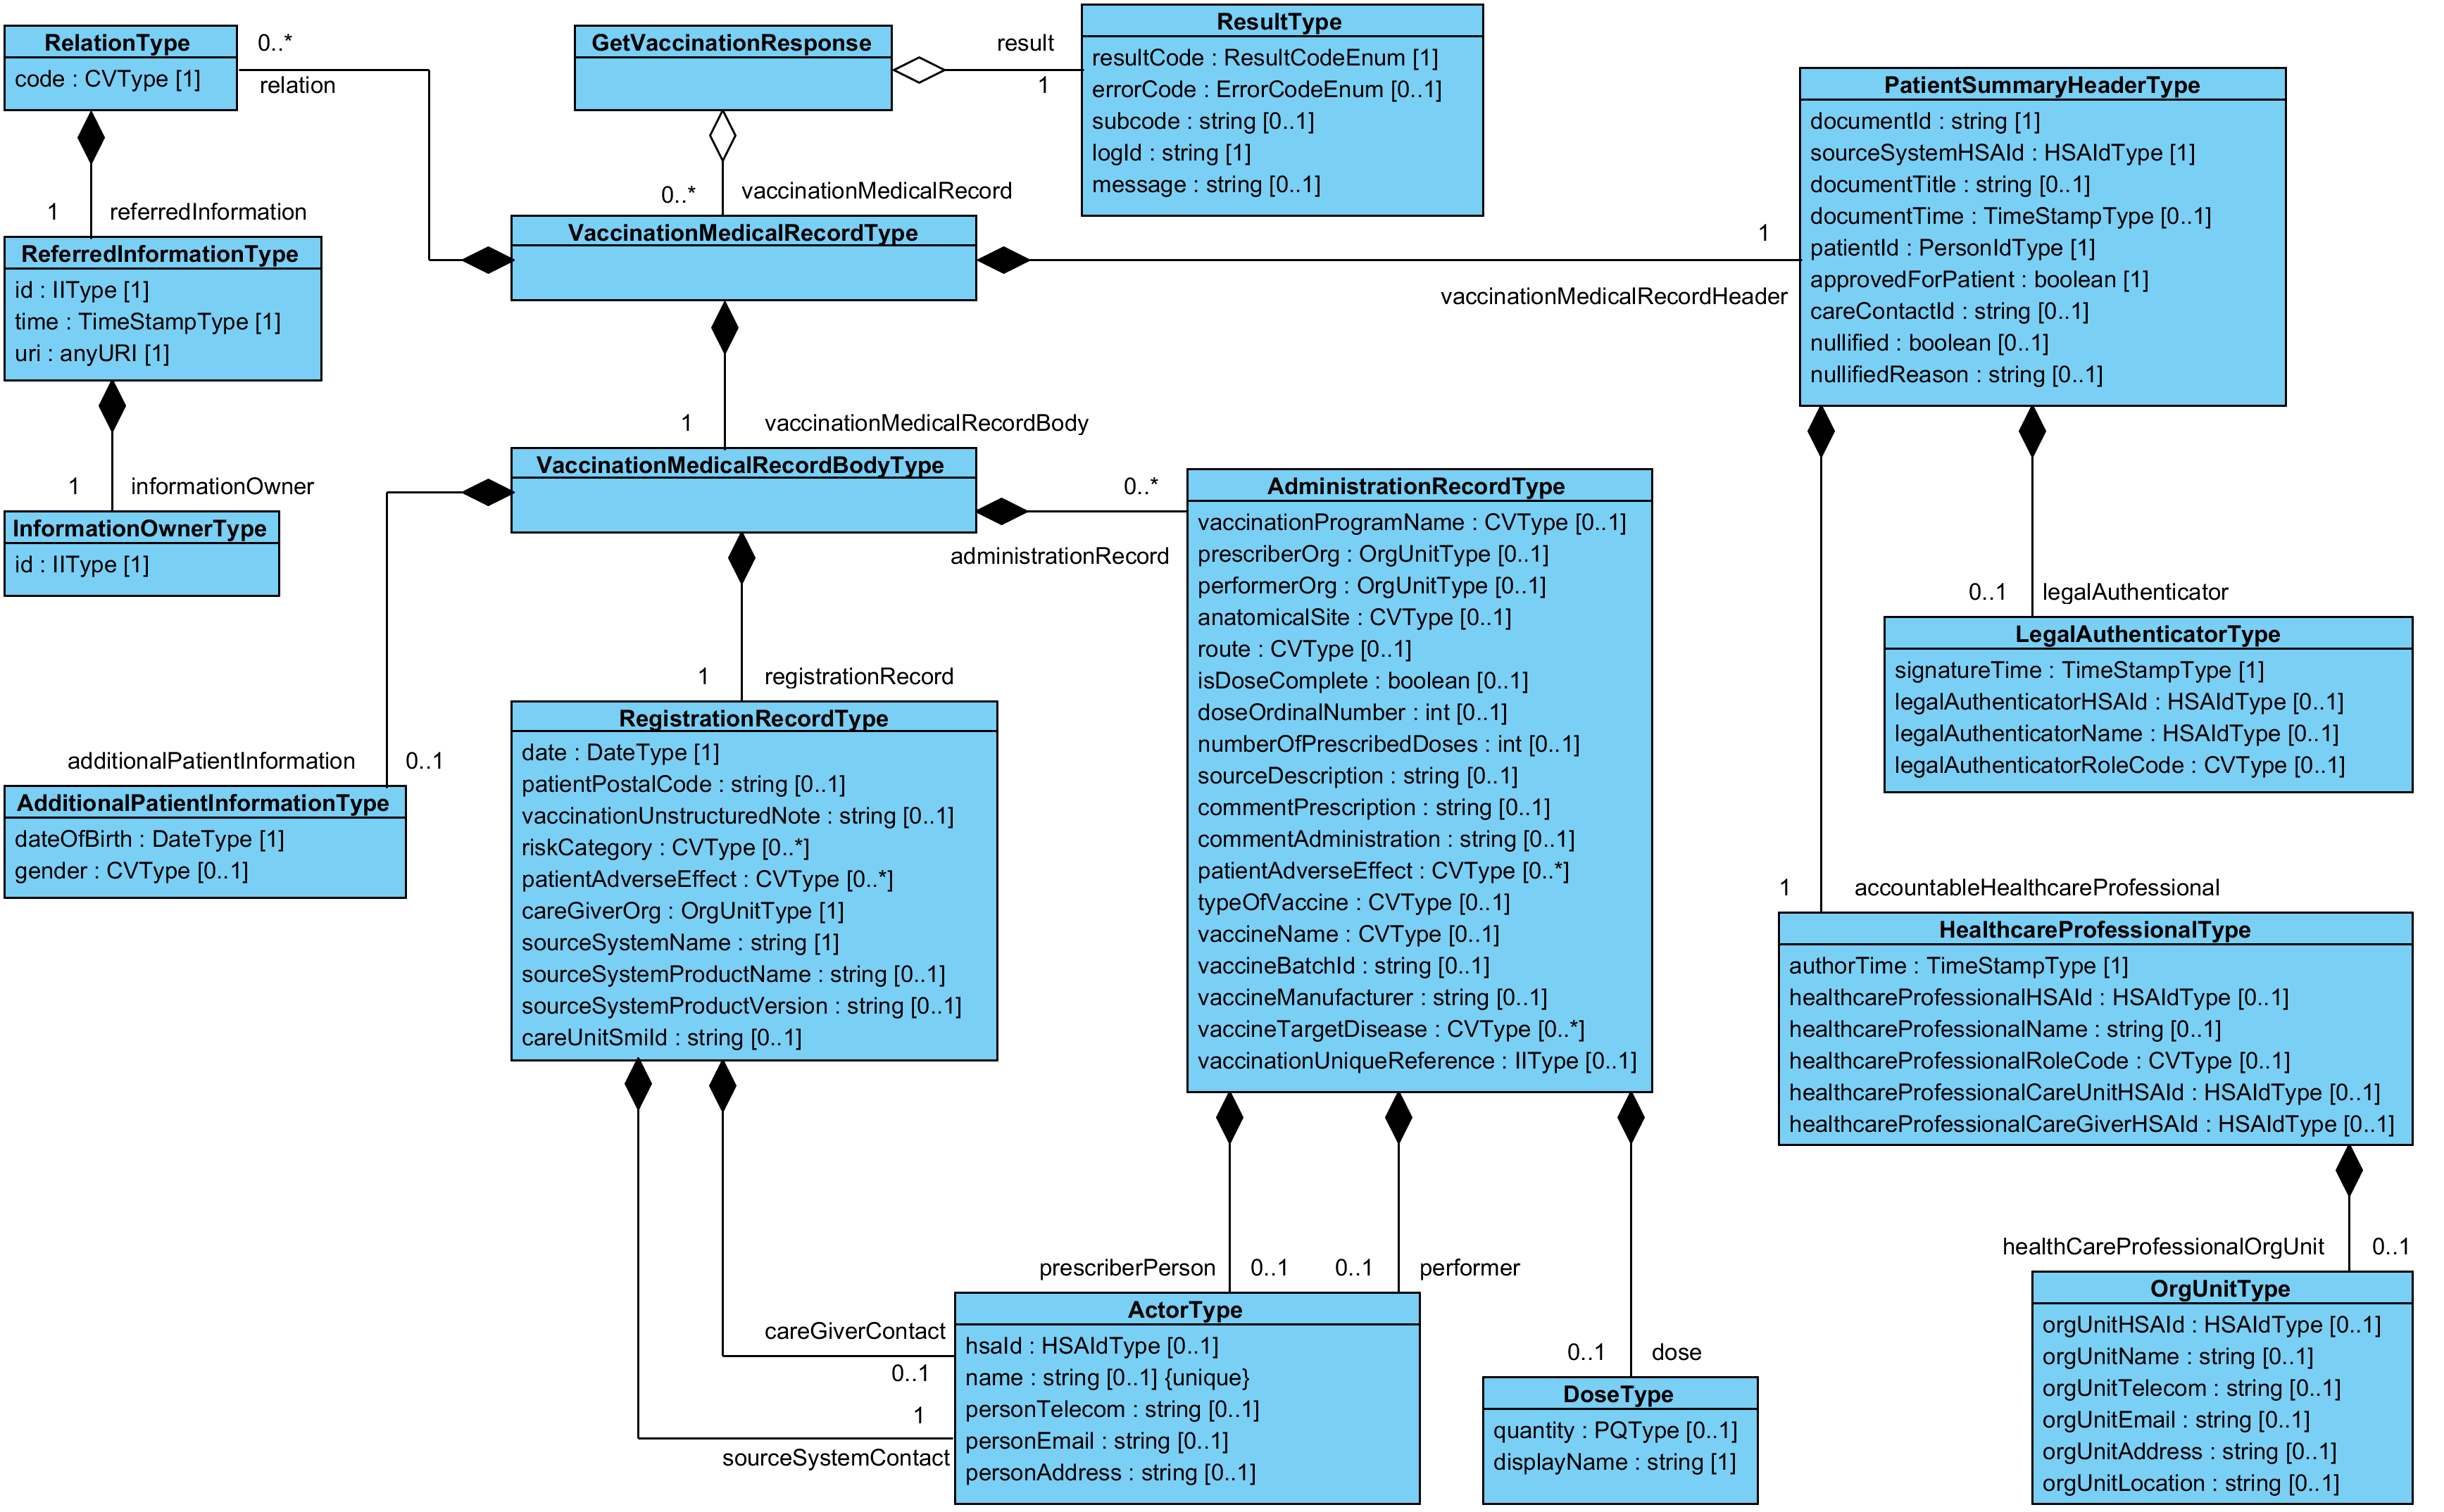 RelationType
code : CVType [1]
0..*
relation
GetVaccinationResponse
result
1
ResultType
resultCode : ResultCodeEnum [1]
errorCode : ErrorCodeEnum [0..1]
subcode : string [0..1]
logId : string [1]
message : string [0..1]
PatientSummaryHeaderType
documentId : string [1]
sourceSystemHSAId : HSAIdType [1]
documentTitle : string [0..1]
documentTime : TimeStampType [0..1]
patientId : PersonIdType [1]
approvedForPatient : boolean [1]
careContactId : string [0..1]
nullified : boolean [0..1]
nullifiedReason : string [0..1]
1 referredInformation
0..* vaccinationMedicalRecord
VaccinationMedicalRecordType
1
vaccinationMedicalRecordHeader
ReferredInformationType
id : IIType [1]
time : TimeStampType [1]
uri : anyURI [1]
1 vaccinationMedicalRecordBody
VaccinationMedicalRecordBodyType
1 informationOwner
InformationOwnerType
id : IIType [1]
0..*
administrationRecord
AdministrationRecordType
vaccinationProgramName : CVType [0..1]
prescriberOrg : OrgUnitType [0..1]
performerOrg : OrgUnitType [0..1]
anatomicalSite : CVType [0..1]
route : CVType [0..1]
isDoseComplete : boolean [0..1]
doseOrdinalNumber : int [0..1]
numberOfPrescribedDoses : int [0..1]
sourceDescription : string [0..1]
commentPrescription : string [0..1]
commentAdministration : string [0..1]
patientAdverseEffect : CVType [0..*]
typeOfVaccine : CVType [0..1]
vaccineName : CVType [0..1]
vaccineBatchId : string [0..1]
vaccineManufacturer : string [0..1]
vaccineTargetDisease : CVType [0..*]
vaccinationUniqueReference : IIType [0..1]
0..1 legalAuthenticator
LegalAuthenticatorType
signatureTime : TimeStampType [1]
legalAuthenticatorHSAId : HSAIdType [0..1]
legalAuthenticatorName : HSAIdType [0..1]
legalAuthenticatorRoleCode : CVType [0..1]
1 registrationRecord
RegistrationRecordType
date : DateType [1]
patientPostalCode : string [0..1]
vaccinationUnstructuredNote : string [0..1]
riskCategory : CVType [0..*]
patientAdverseEffect : CVType [0..*]
careGiverOrg : OrgUnitType [1]
sourceSystemName : string [1]
sourceSystemProductName : string [0..1]
sourceSystemProductVersion : string [0..1]
careUnitSmiId : string [0..1]
additionalPatientInformation 0..1
AdditionalPatientInformationType
dateOfBirth : DateType [1]
gender : CVType [0..1]
1 accountableHealthcareProfessional
HealthcareProfessionalType
authorTime : TimeStampType [1]
healthcareProfessionalHSAId : HSAIdType [0..1]
healthcareProfessionalName : string [0..1]
healthcareProfessionalRoleCode : CVType [0..1]
healthcareProfessionalCareUnitHSAId : HSAIdType [0..1]
healthcareProfessionalCareGiverHSAId : HSAIdType [0..1]
prescriberPerson 0..1 0..1 performer
careGiverContact
0..1
1
sourceSystemContact
ActorType
hsaId : HSAIdType [0..1]
name : string [0..1] {unique}
personTelecom : string [0..1]
personEmail : string [0..1]
personAddress : string [0..1]
0..1 dose
DoseType
quantity : PQType [0..1]
displayName : string [1]
healthCareProfessionalOrgUnit 0..1
OrgUnitType
orgUnitHSAId : HSAIdType [0..1]
orgUnitName : string [0..1]
orgUnitTelecom : string [0..1]
orgUnitEmail : string [0..1]
orgUnitAddress : string [0..1]
orgUnitLocation : string [0..1]